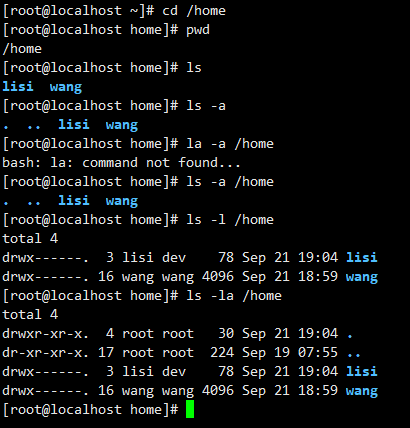 [root@localhost ~]# cd /home
[root@localhost home]# pwd
/home
[root@localhost home]# ls
lisi  wang
[root@localhost home]# ls -a
.  ..  lisi  wang
[root@localhost home]# la -a /home
bash: la: command not found...
[root@localhost home]# ls -a /home
.  ..  lisi  wang
[root@localhost home]# ls -l /home
total 4
drwx------.  3 lisi dev    78 Sep 21 19:04 lisi
drwx------. 16 wang wang 4096 Sep 21 18:59 wang
[root@localhost home]# ls -la /home
total 4
drwxr-xr-x.  4 root root   30 Sep 21 19:04 .
dr-xr-xr-x. 17 root root  224 Sep 19 07:55 ..
drwx------.  3 lisi dev    78 Sep 21 19:04 lisi
drwx------. 16 wang wang 4096 Sep 21 18:59 wang
[root@localhost home]#